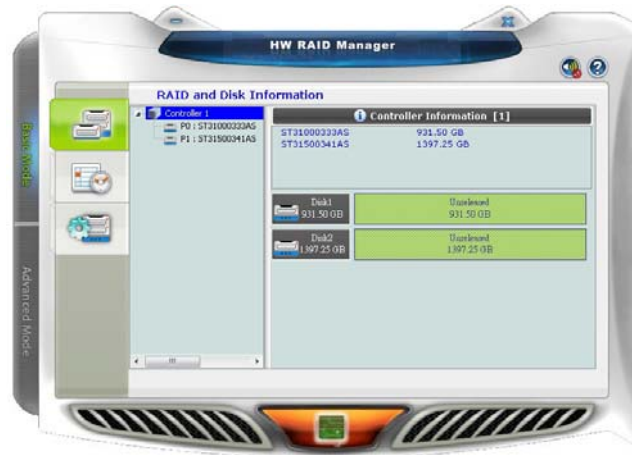 HW RAID Manager
RAID and Disk Information
Basic Mode
Advanced Mode
Controller 1
P0 : ST31000333AS
P1 : ST31500341AS
Controller Information [1]
ST31000333AS 931.50 GB
ST31500341AS 1397.25 GB
Disk1
931.50 GB
Unreleased
931.50 GB
Disk2
1397.25 GB
Unreleased
1397.25 GB